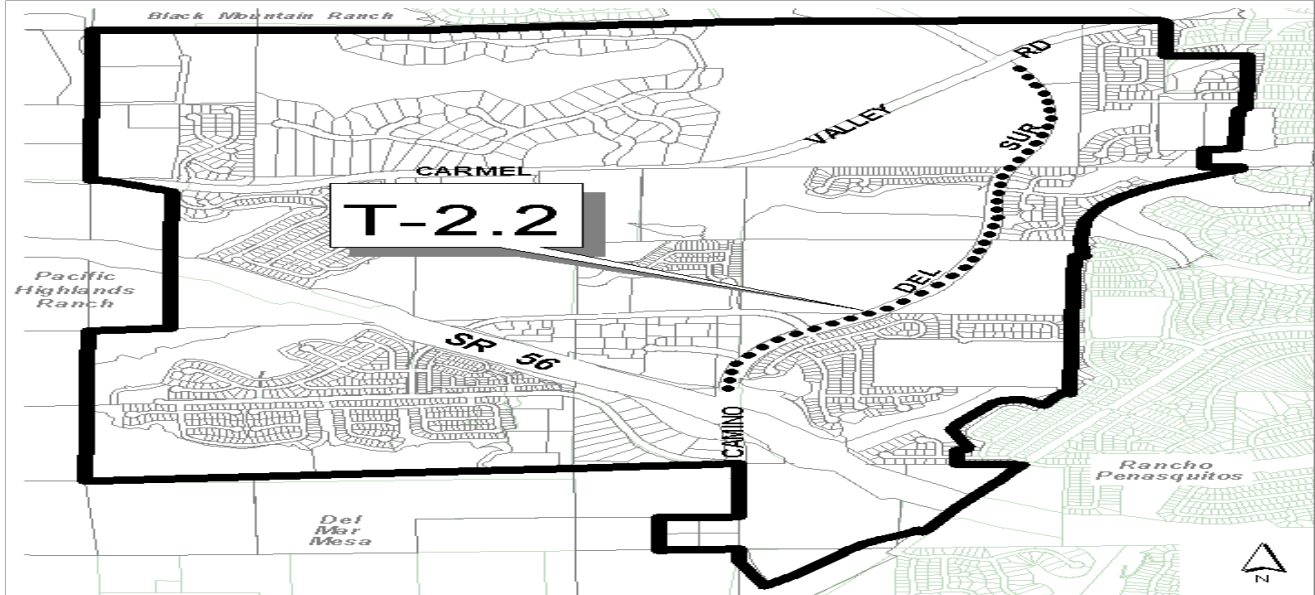 Black Mountain Ranch
CARMEL VALLEY RD
T-2.2
CAMINO DEL SUR
Pacific
Highlands
Ranch
SR 56
Rancho
Penasquitos
Del
Mar
Mesa
N